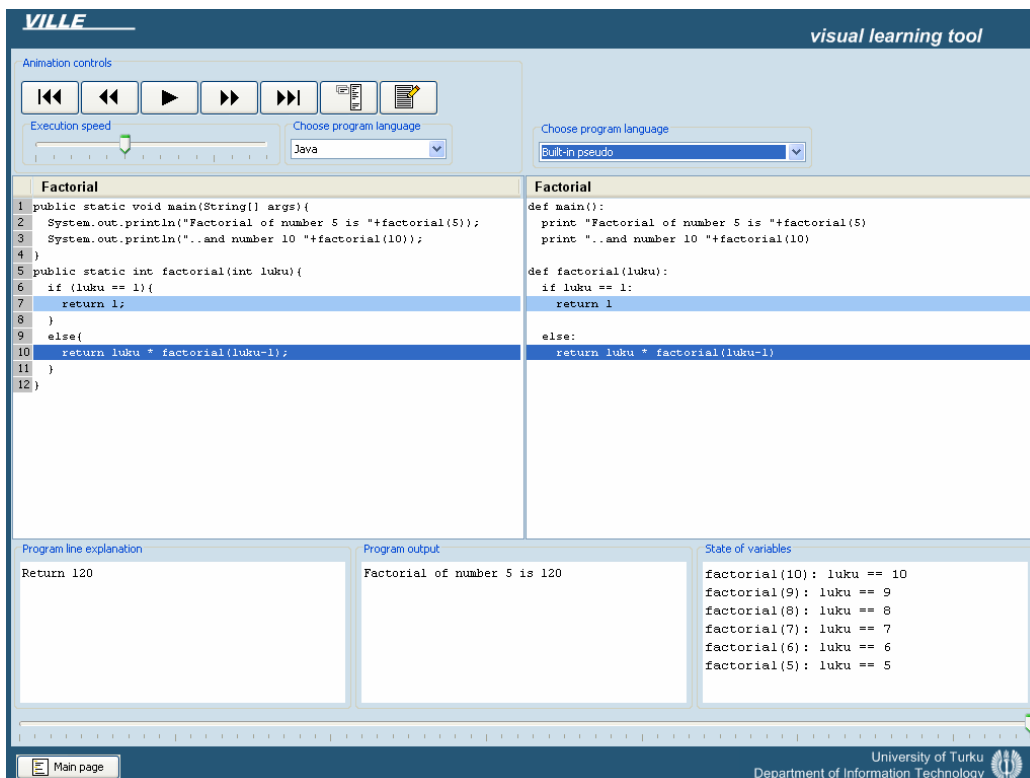 VILLE
visual learning tool
Animation controls
Execution speed
Choose program language
Java
Choose program language
Built-in pseudo
Factorial
1 public static void main(String[] args){
2 System.out.println("Factorial of number 5 is "+factorial(5));
3 System.out.println("..and number 10 "+factorial(10));
4 }
5 public static int factorial(int luku){
6 if (luku == 1){
7 return 1;
8 }
9 else{
10 return luku * factorial(luku-1);
11 }
12 }
Factorial
def main():
print "Factorial of number 5 is "+factorial(5)
print "..and number 10 "+factorial(10)
def factorial(luku):
if luku == 1:
return 1
else:
return luku * factorial(luku-1)
Program line explanation
Return 120
Program output
Factorial of number 5 is 120
State of variables
factorial(10): luku == 10
factorial(9): luku == 9
factorial(8): luku == 8
factorial(7): luku == 7
factorial(6): luku == 6
factorial(5): luku == 5
Main page
University of Turku
Department of Information Technology